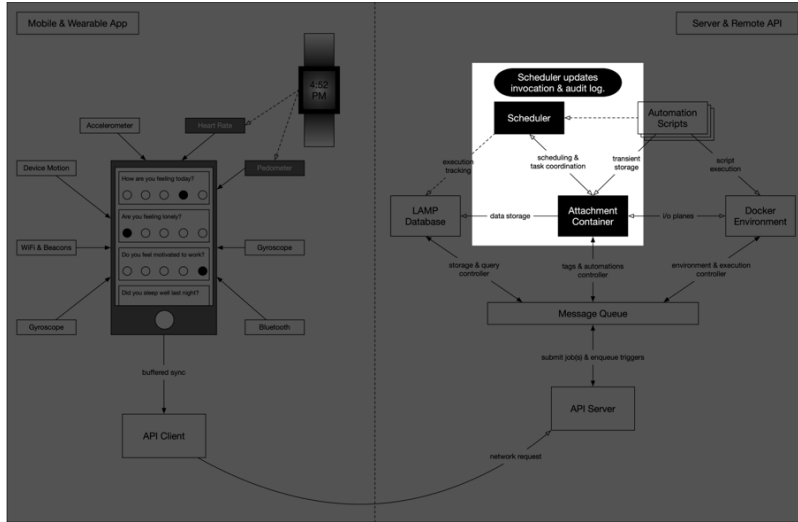 Mobile & Wearable App
Server & Remote API
4:52
PM
Scheduler updates
invocation & audit log.
Accelerometer
Heart Rate
Scheduler
Automation
Scripts
Device Motion
Pedometer
How are you feeling today?
execution
tracking
scheduling &
task coordination
transient
storage
script
execution
Are you feeling lonely?
LAMP
Database
data storage
Attachment
Container
i/o planes
Docker
Environment
WiFi & Beacons
Gyroscope
Do you feel motivated to work?
storage & query
controller
tags & automations
controller
environment & execution
controller
Did you sleep well last night?
Gyroscope
Bluetooth
Message Queue
submit job(s) & enqueue triggers
buffered sync
API Server
API Client
network request